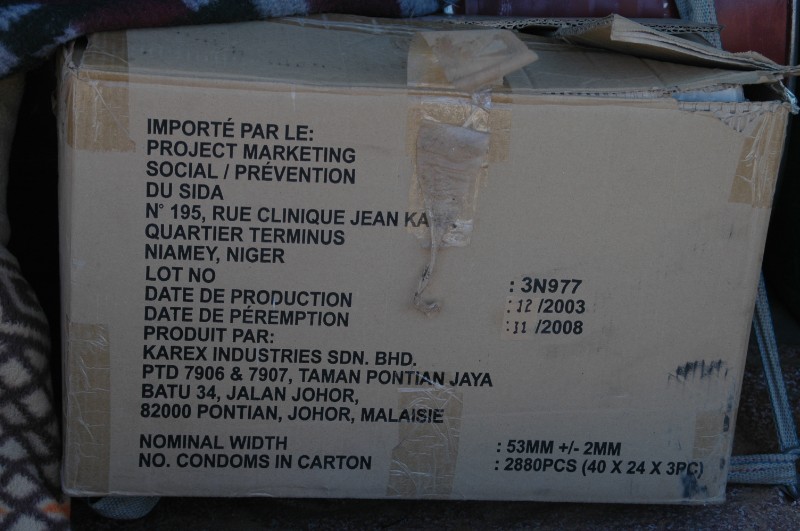 IMPORTÉ PAR LE:
PROJECT MARKETING
SOCIAL / PRÉVENTION
DU SIDA
N° 195, RUE CLINIQUE JEAN KA
QUARTIER TERMINUS
NIAMEY, NIGER
LOT NO : 3N977
DATE DE PRODUCTION : 12 /2003
DATE DE PÉREMPTION : 11 /2008
PRODUIT PAR:
KAREX INDUSTRIES SDN. BHD.
PTD 7906 & 7907, TAMAN PONTIAN JAYA
BATU 34, JALAN JOHOR,
82000 PONTIAN, JOHOR, MALAISIE
NOMINAL WIDTH : 53MM +/- 2MM
NO. CONDOMS IN CARTON : 2880PCS (40 X 24 X 3PC)